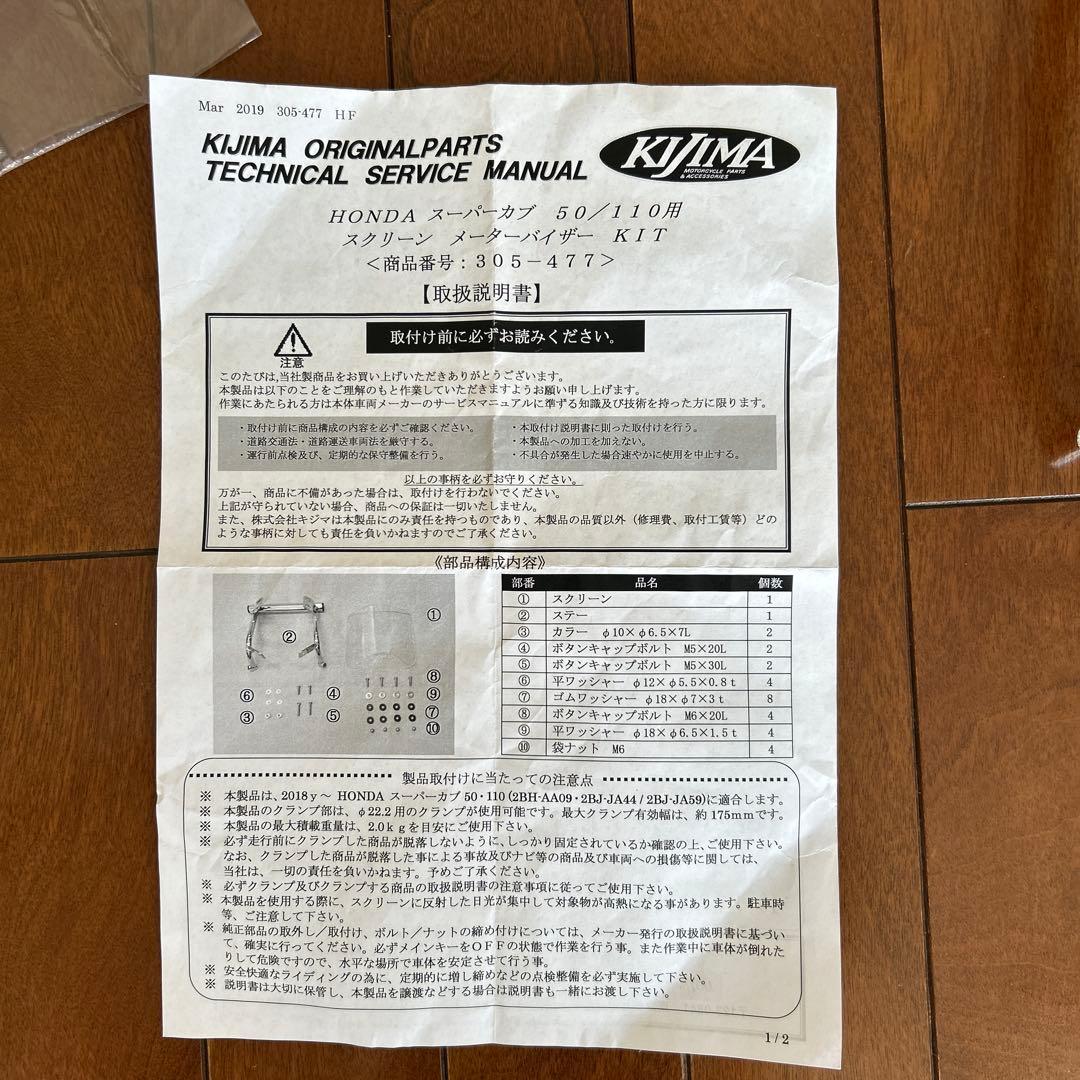 Mar 2019 305-477 HF
KIJIMA ORIGINALPARTS
TECHNICAL SERVICE MANUAL
KIJIMA
MOTORCYCLE PARTS
& ACCESSORIES
HONDA スーパーカブ 50／110用
スクリーン メーターバイザー KIT
＜商品番号：305－477＞
【取扱説明書】
注意
取付け前に必ずお読みください。
このたびは,当社製商品をお買い上げいただきありがとうございます。
本製品は以下のことをご理解のもと作業していただきますようお願い申し上げます。
作業にあたられる方は本体車両メーカーのサービスマニュアルに準ずる知識及び技術を持った方に限ります。
・取付け前に商品構成の内容を必ずご確認ください。
・道路交通法・道路運送車両法を厳守する。
・運行前点検及び、定期的な保守整備を行う。
・本取付け説明書に則った取付けを行う。
・本製品への加工を加えない。
・不具合が発生した場合速やかに使用を中止する。
以上の事柄を必ずお守りください。
万が一、商品に不備があった場合は、取付けを行わないでください。
上記が守られていない場合、商品への保証は一切いたしません。
また、株式会社キジマは本製品にのみ責任を持つものであり、本製品の品質以外（修理費、取付工賃等）どの
ような事柄に対しても責任を負いかねますのでご了承ください。
《部品構成内容》
① ② ⑧ ⑥ ④ ⑨ ③ ⑤ ⑦ ⑩
部番 品名 個数
① スクリーン 1
② ステー 1
③ カラー φ10×φ6.5×7L 2
④ ボタンキャップボルト M5×20L 2
⑤ ボタンキャップボルト M5×30L 2
⑥ 平ワッシャー φ12×φ5.5×0.8ｔ 4
⑦ ゴムワッシャー φ18×φ7×3ｔ 8
⑧ ボタンキャップボルト M6×20L 4
⑨ 平ワッシャー φ18×φ6.5×1.5ｔ 4
⑩ 袋ナット M6 4
製品取付けに当たっての注意点
※ 本製品は、2018ｙ～ HONDA スーパーカブ50・110（2BH-AA09・2BJ-JA44 / 2BJ-JA59)に適合します。
※ 本製品のクランプ部は、φ22.2用のクランプが使用可能です。最大クランプ有効幅は、約175mmです。
※ 本製品の最大積載重量は、2.0kgを目安にご使用下さい。
※ 必ず走行前にクランプした商品が脱落しないように、しっかり固定されているか確認の上、ご使用下さい。
なお、クランプした商品が脱落した事による事故及びナビ等の商品及び車両への損傷等に関しては、
当社は、一切の責任を負いかねます。予めご了承ください。
※ 必ずクランプ及びクランプする商品の取扱説明書の注意事項に従ってご使用下さい。
※ 本製品を使用する際に、スクリーンに反射した日光が集中して対象物が高熱になる事があります。駐車時
等、ご注意して下さい。
※ 純正部品の取外し／取付け、ボルト／ナットの締め付けについては、メーカー発行の取扱説明書に基づい
て、確実に行ってください。必ずメインキーをOFFの状態で作業を行う事。また作業中に車体が倒れた
りして危険ですので、水平な場所で車体を安定させて行う事。
※ 安全快適なライディングの為に、定期的に増し締めなどの点検整備を必ず実施して下さい。
※ 説明書は大切に保管し、本製品を譲渡などする場合は説明書も一緒にお渡し下さい。
1/2